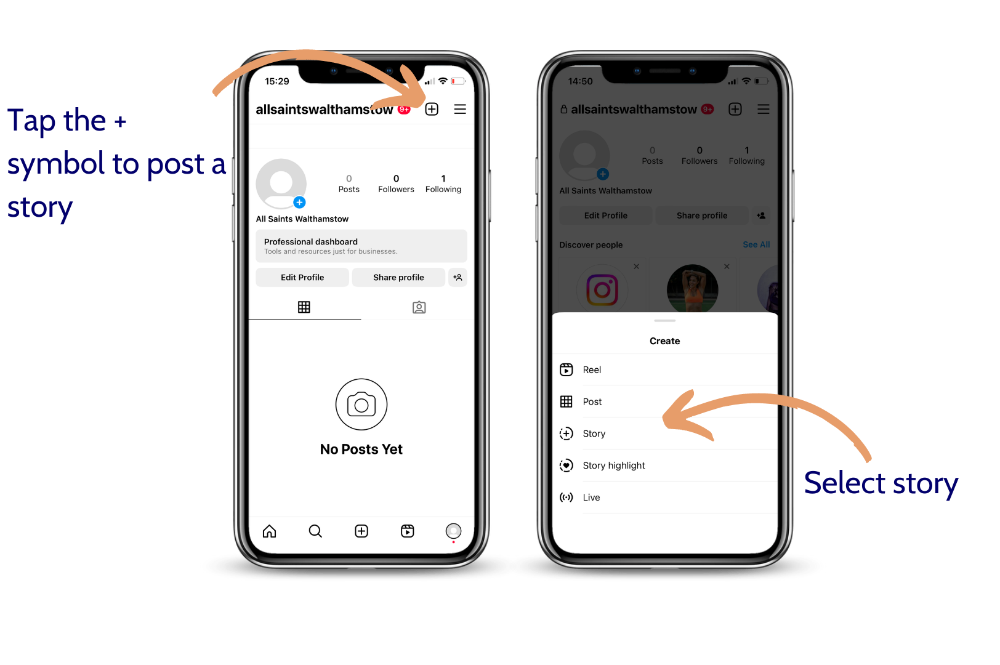 Tap the +
symbol to post a
story
15:29
allsaintswalthamstow 9+
0 0 1
Posts Followers Following
All Saints Walthamstow
Professional dashboard
Tools and resources just for businesses.
Edit Profile Share profile
No Posts Yet
14:50
allsaintswalthamstow 9+
0 0 1
Posts Followers Following
All Saints Walthamstow
Edit Profile Share profile
Discover people See All
Create
Reel
Post
Story
Story highlight
Live
Select story